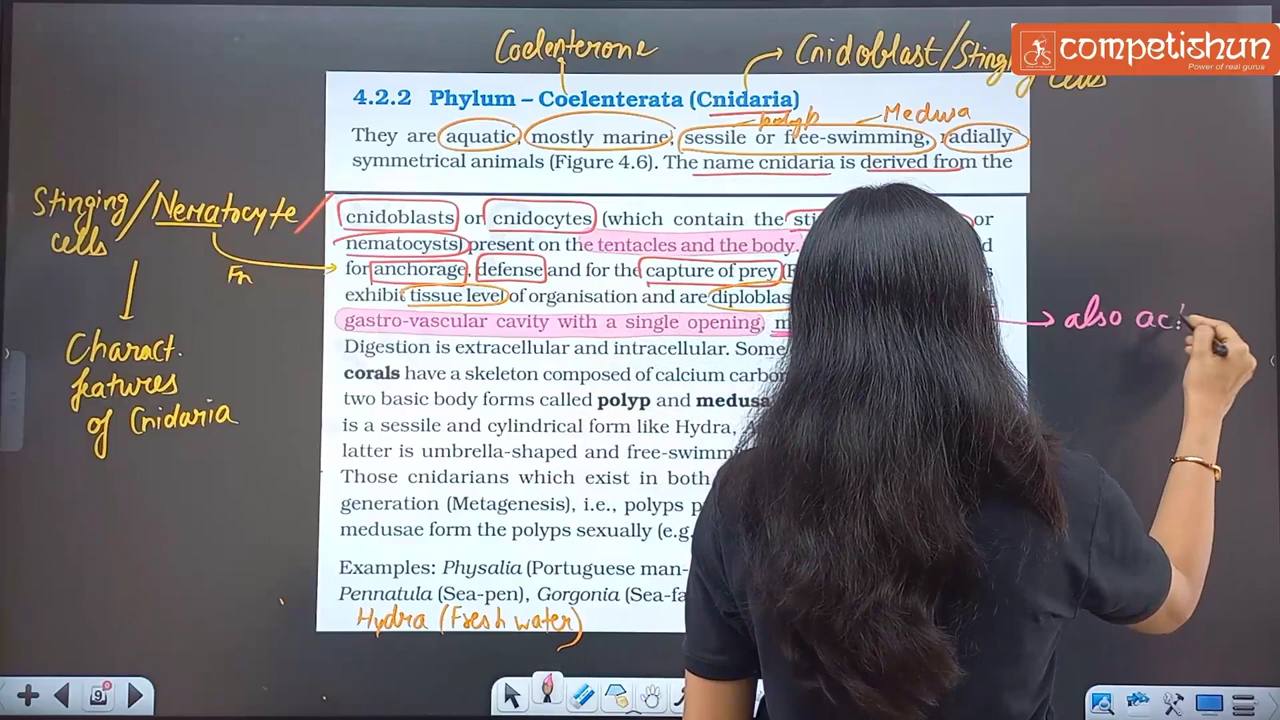 Coelenterone
Cnidoblast/Sting
cells
competishun
Power of real gurus
4.2.2 Phylum – Coelenterata (Cnidaria)
polyp
Medusa
They are aquatic, mostly marine, sessile or free-swimming, radially
symmetrical animals (Figure 4.6). The name cnidaria is derived from the
Stinging/Nematocyte
cells
cnidoblasts or cnidocytes (which contain the sti or
nematocysts) present on the tentacles and the body.
Fn
for anchorage, defense and for the capture of prey
exhibit tissue level of organisation and are diploblas
gastro-vascular cavity with a single opening, m
also ac
Digestion is extracellular and intracellular. Some
corals have a skeleton composed of calcium carbon
two basic body forms called polyp and medusa
is a sessile and cylindrical form like Hydra, A
latter is umbrella-shaped and free-swimmi
Those cnidarians which exist in both
generation (Metagenesis), i.e., polyps p
medusae form the polyps sexually (e.g.
Charact.
features
of Cnidaria
Examples: Physalia (Portuguese man-
Pennatula (Sea-pen), Gorgonia (Sea-fa
Hydra (Fresh water)
9